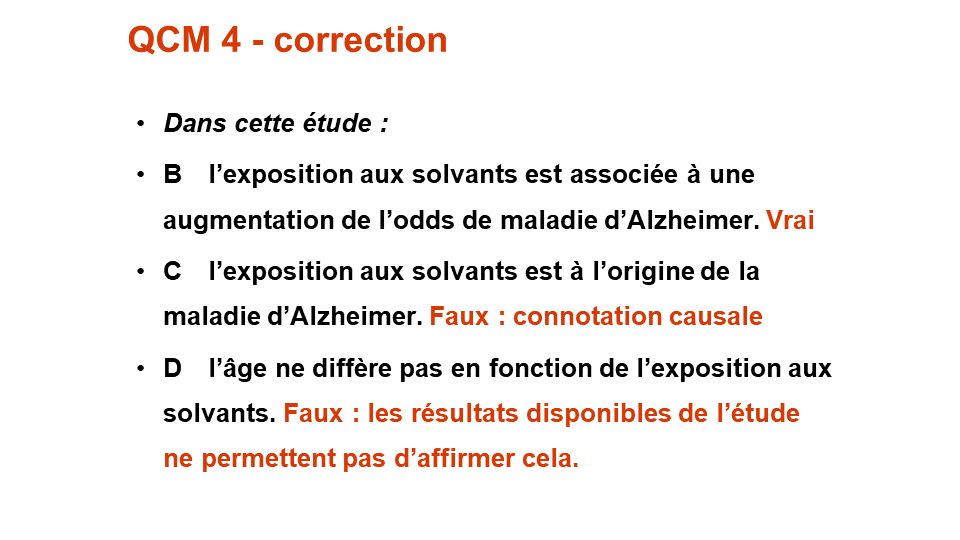 QCM 4 - correction
• Dans cette étude :
• B l’exposition aux solvants est associée à une
augmentation de l’odds de maladie d’Alzheimer. Vrai
• C l’exposition aux solvants est à l’origine de la
maladie d’Alzheimer. Faux : connotation causale
• D l’âge ne diffère pas en fonction de l’exposition aux
solvants. Faux : les résultats disponibles de l’étude
ne permettent pas d’affirmer cela.